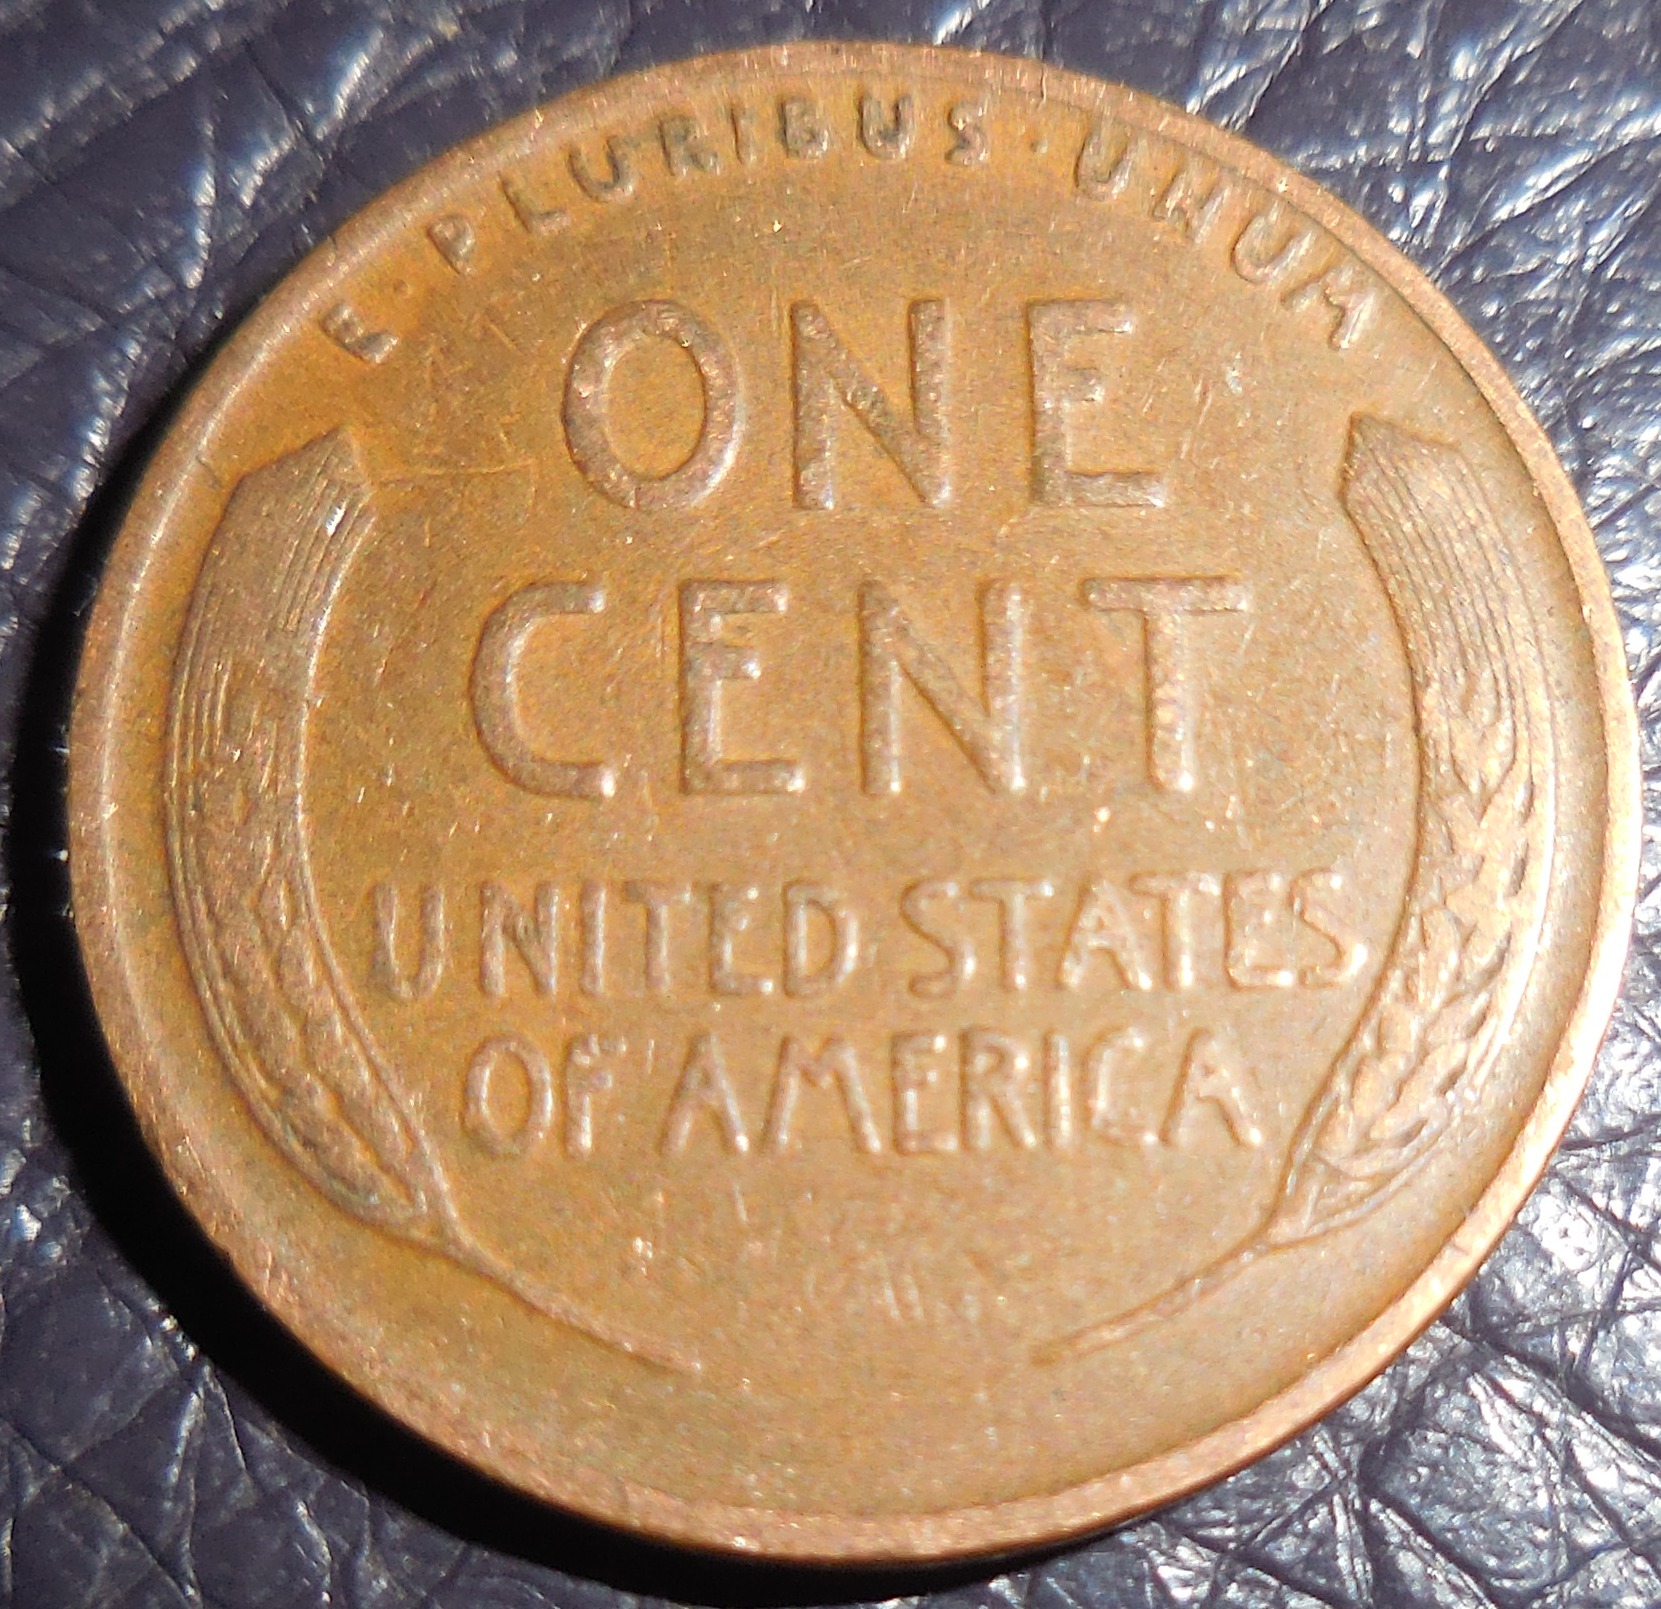 E·PLURIBUS·UNUM
ONE
CENT
UNITED STATES
OF AMERICA